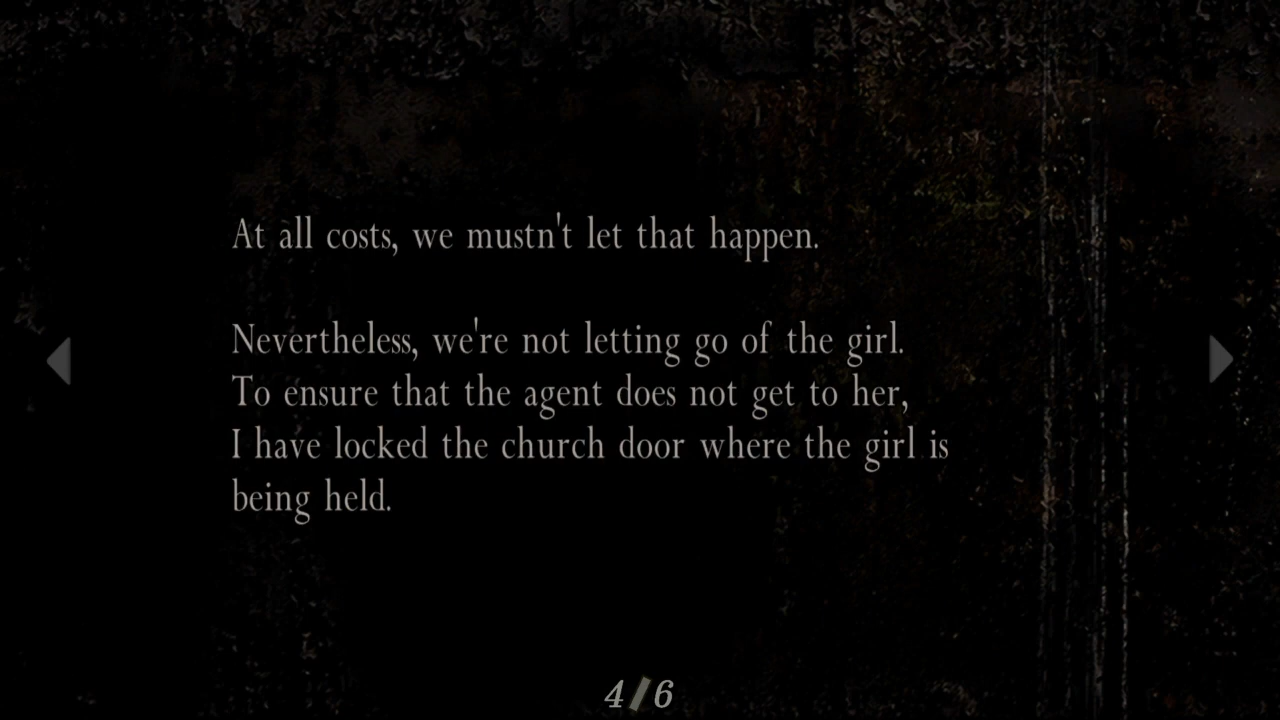 At all costs, we mustn't let that happen.
Nevertheless, we're not letting go of the girl.
To ensure that the agent does not get to her,
I have locked the church door where the girl is
being held.
4/6